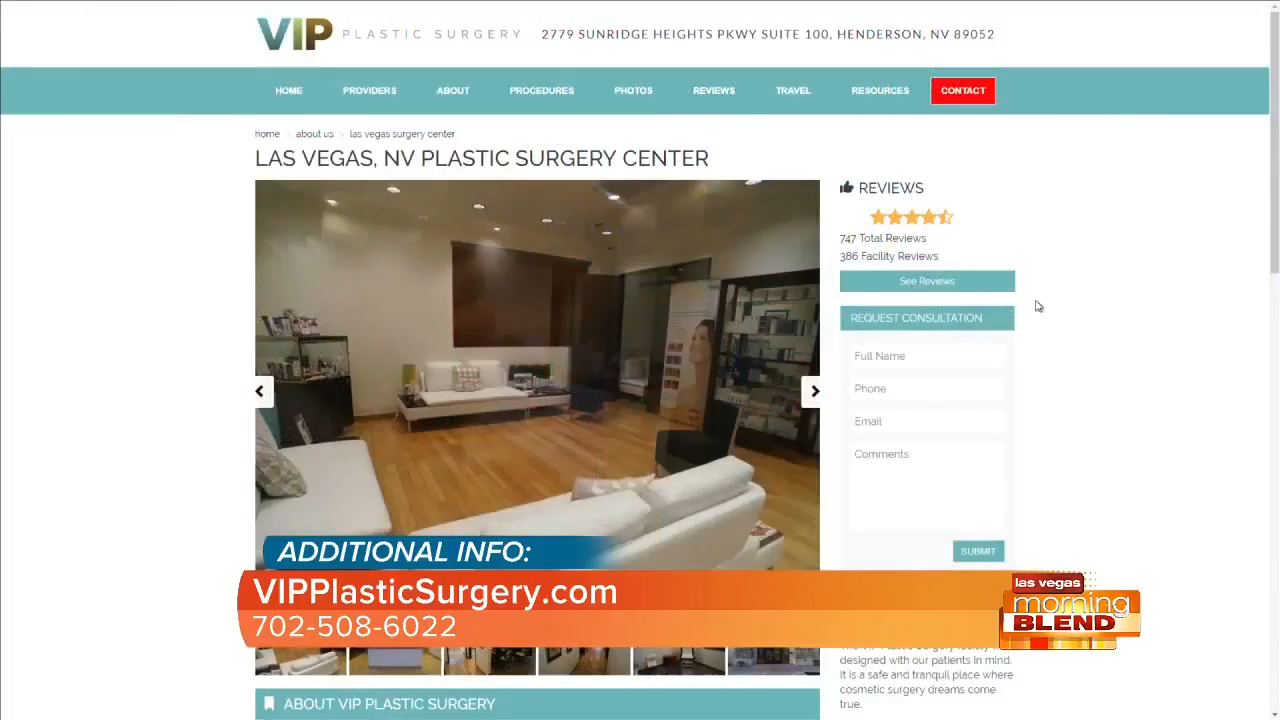 VIP PLASTIC SURGERY 2779 SUNRIDGE HEIGHTS PKWY SUITE 100, HENDERSON, NV 89052
HOME PROVIDERS ABOUT PROCEDURES PHOTOS REVIEWS TRAVEL RESOURCES CONTACT
home about us las vegas surgery center
LAS VEGAS, NV PLASTIC SURGERY CENTER
REVIEWS
747 Total Reviews
386 Facility Reviews
See Reviews
REQUEST CONSULTATION
Full Name
Phone
Email
Comments
SUBMIT
ADDITIONAL INFO:
VIPPlasticSurgery.com
702-508-6022
las vegas
morning
BLEND
designed with our patients in mind.
It is a safe and tranquil place where
cosmetic surgery dreams come
true.
ABOUT VIP PLASTIC SURGERY